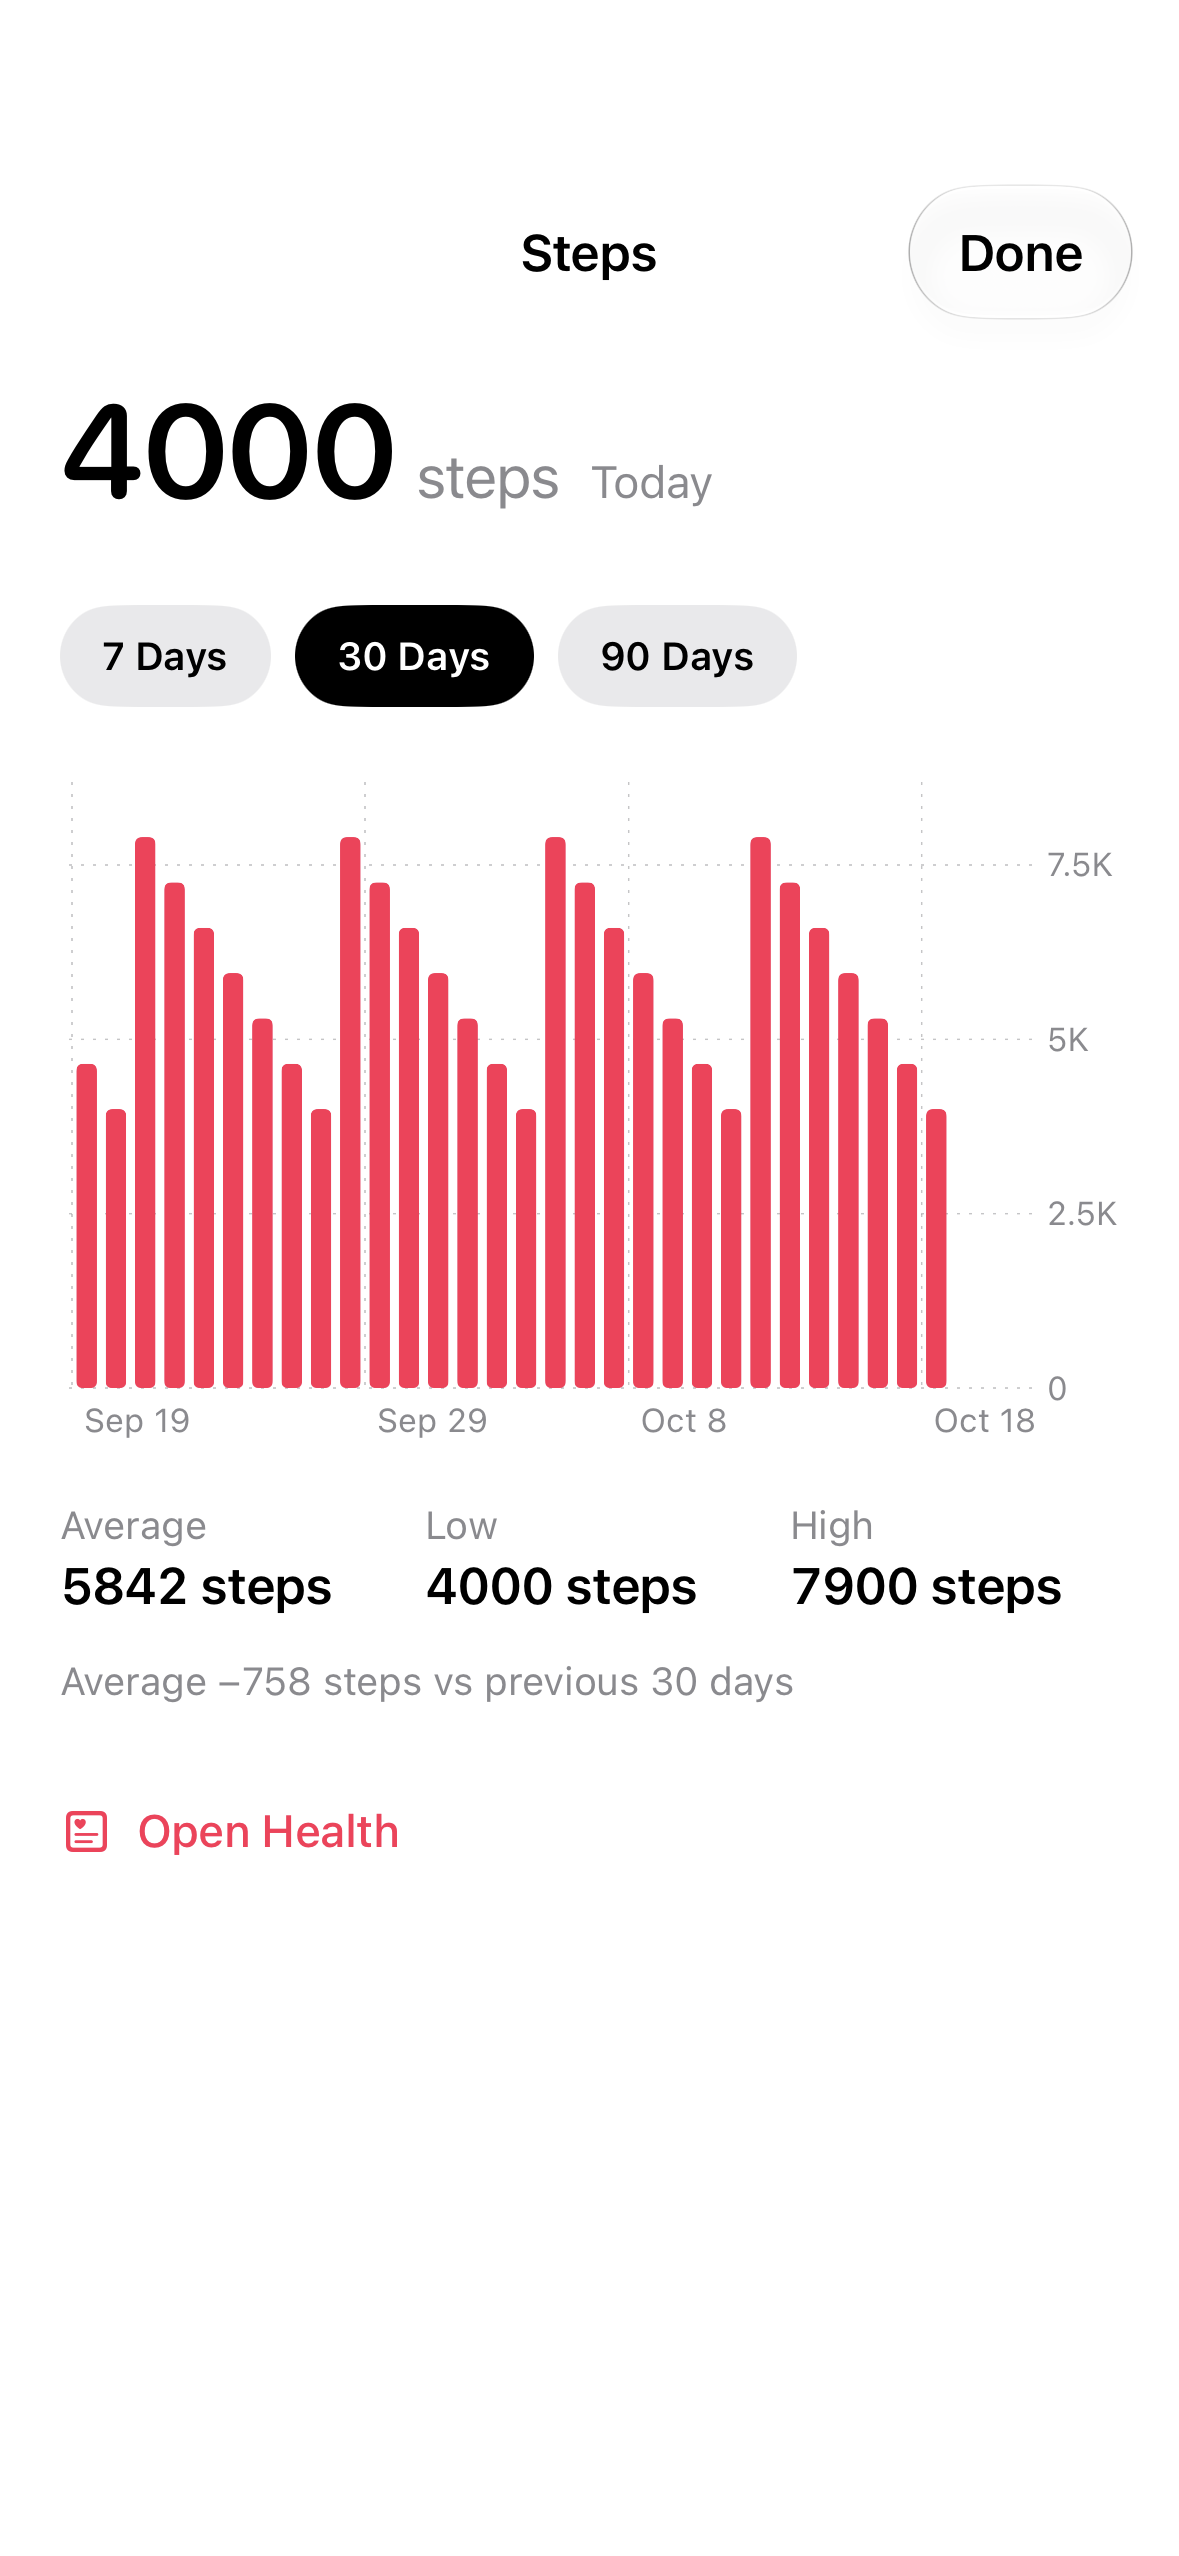 Steps
Done
4000 steps Today
7 Days
30 Days
90 Days
7.5K
5K
2.5K
0
Sep 19
Sep 29
Oct 8
Oct 18
Average
5842 steps
Low
4000 steps
High
7900 steps
Average −758 steps vs previous 30 days
Open Health